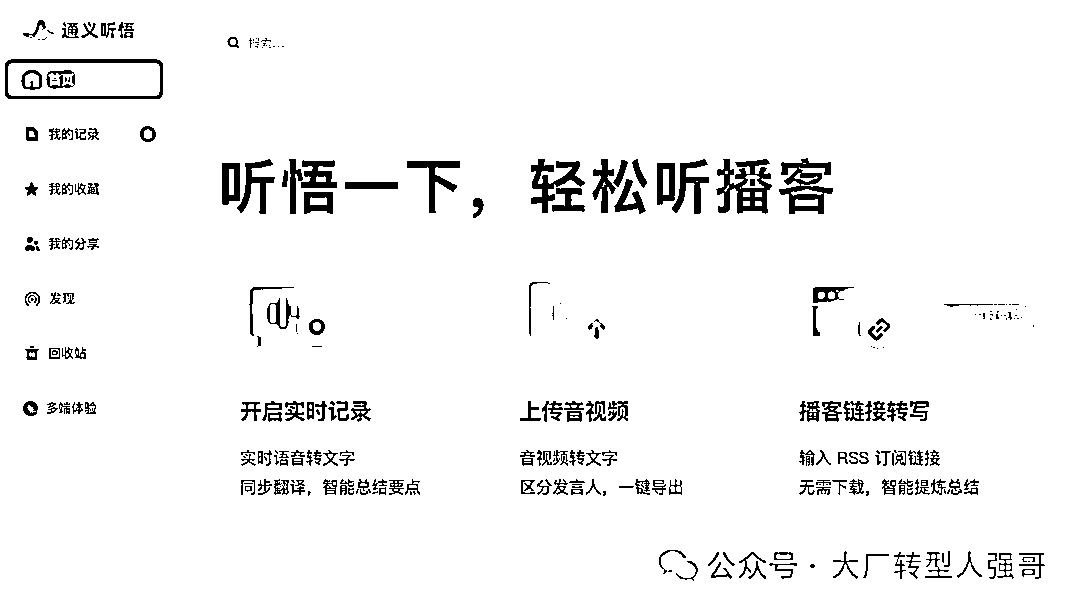 通义听悟
搜索...
首页
我的记录
我的收藏
我的分享
发现
回收站
多端体验
听悟一下，轻松听播客
开启实时记录
实时语音转文字
同步翻译，智能总结要点
上传音视频
音视频转文字
区分发言人，一键导出
播客链接转写
输入 RSS 订阅链接
无需下载，智能提炼总结
公众号 · 大厂转型人强哥